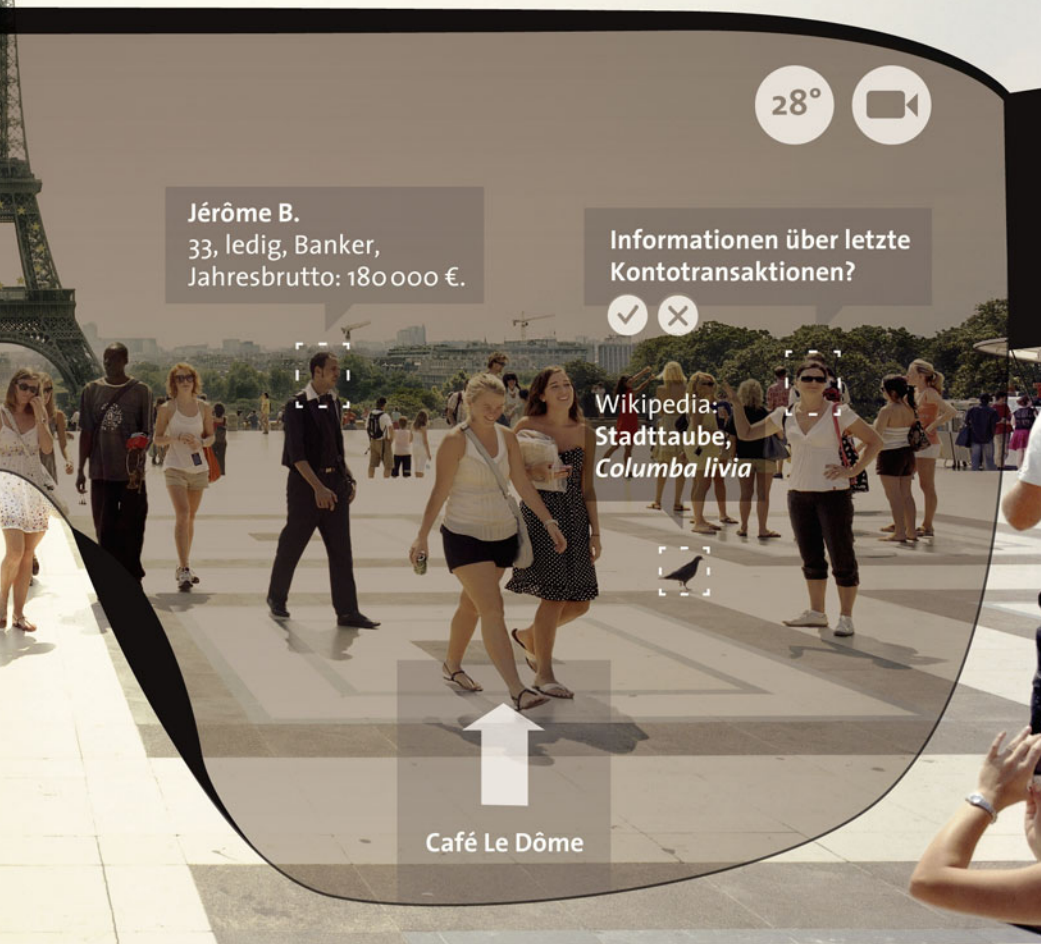 28°
Jérôme B.
33, ledig, Banker,
Jahresbrutto: 180 000 €.
Informationen über letzte
Kontotransaktionen?
Wikipedia:
Stadttaube,
Columba livia
Café Le Dôme